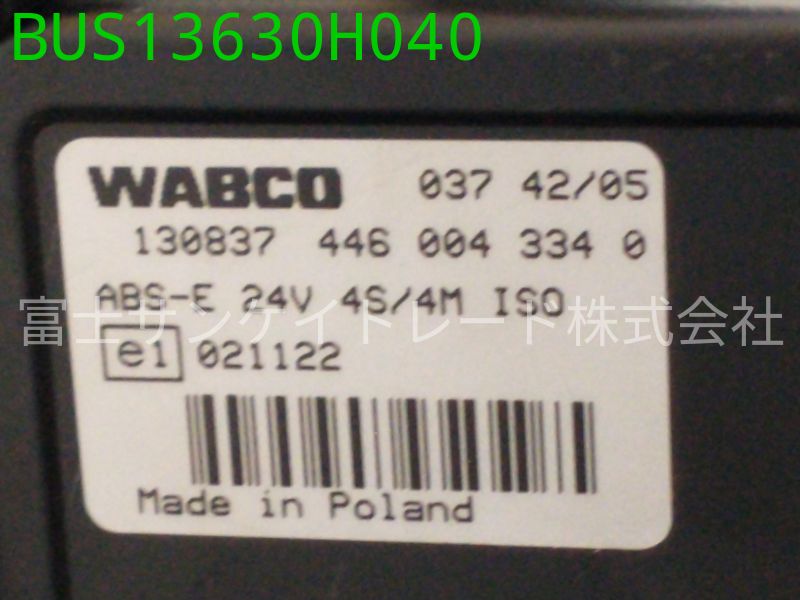 BUS13630H040
WABCO 037 42/05
130837 446 004 334 0
ABS-E 24V 4S/4M ISO
富士サンケイトレード株式会社
e1 021122
Made in Poland